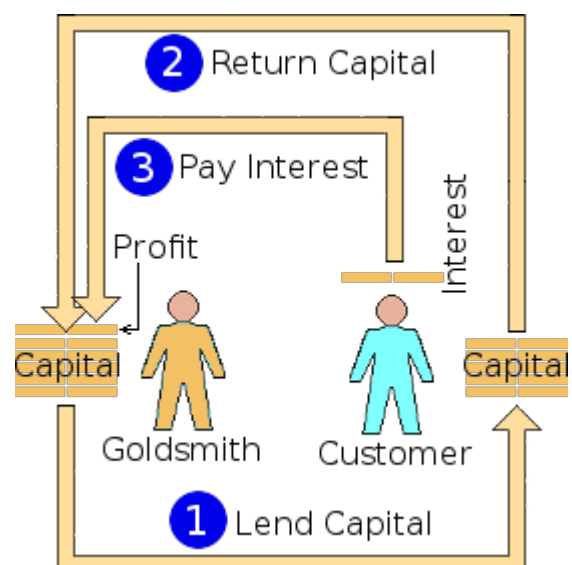 2 Return Capital
3 Pay Interest
Interest
Profit
Capital
Capital
Goldsmith
Customer
1 Lend Capital